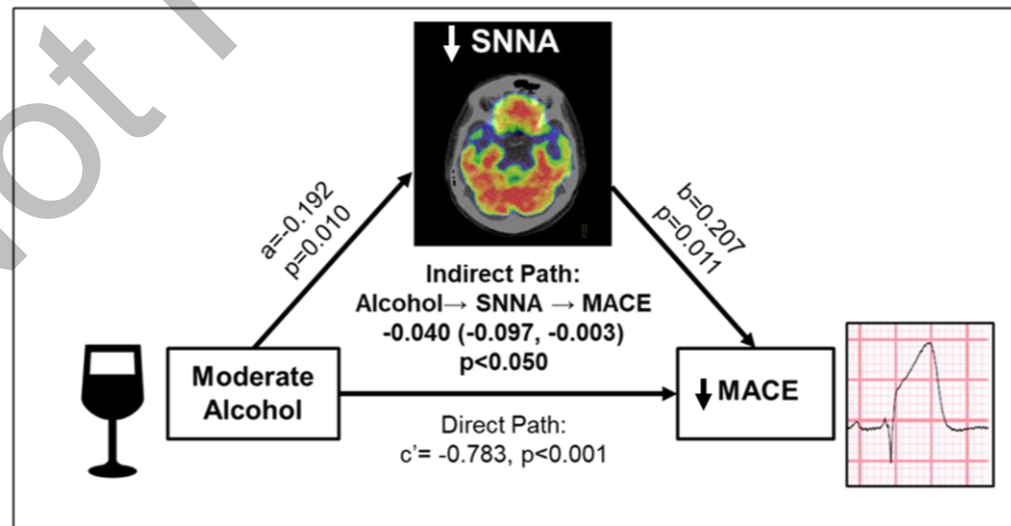 ↓ SNNA
a=-0.192
p=0.010
b=0.207
p=0.011
Indirect Path:
Alcohol→ SNNA → MACE
-0.040 (-0.097, -0.003)
p<0.050
Moderate
Alcohol
↓ MACE
Direct Path:
c’= -0.783, p<0.001